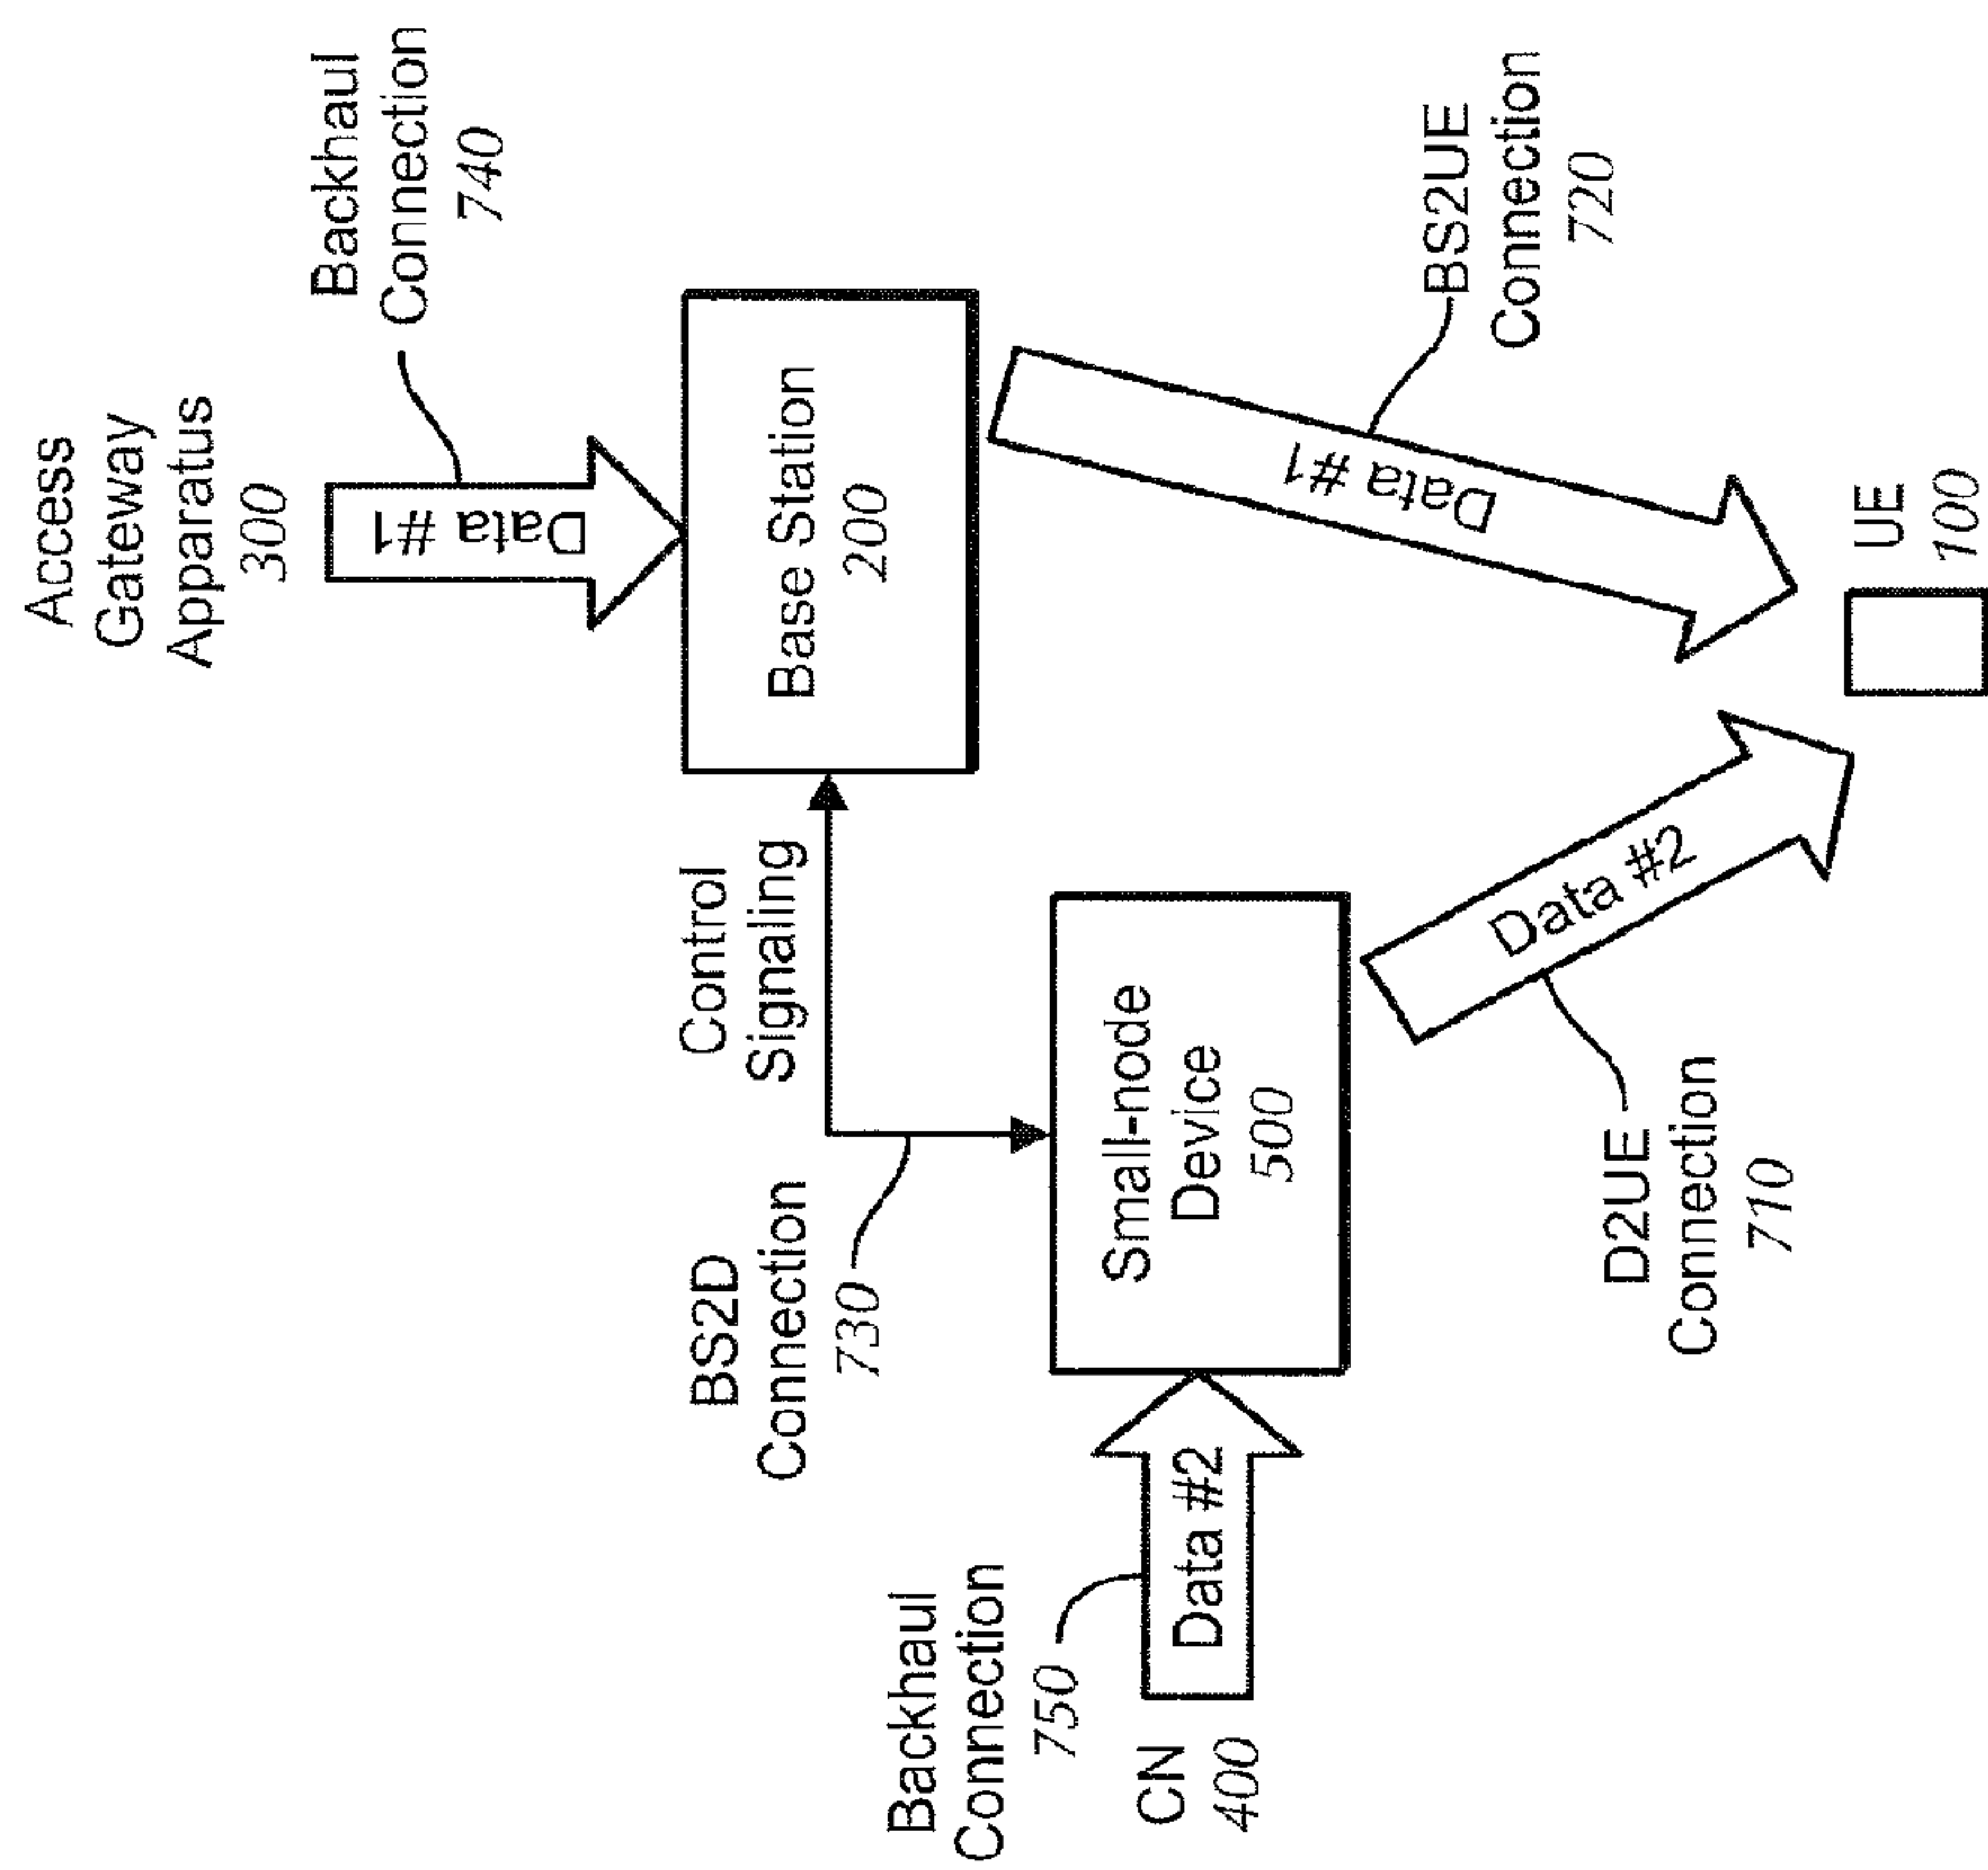 Access
Gateway
Apparatus
300
Backhaul
Connection
740
Data #1
Base Station
200
Control
Signaling
BS2D
Connection
730
Small-node
Device
500
Backhaul
Connection
750
CN
400
Data #2
Data #1
BS2UE
Connection
720
Data #2
D2UE
Connection
710
UE
100